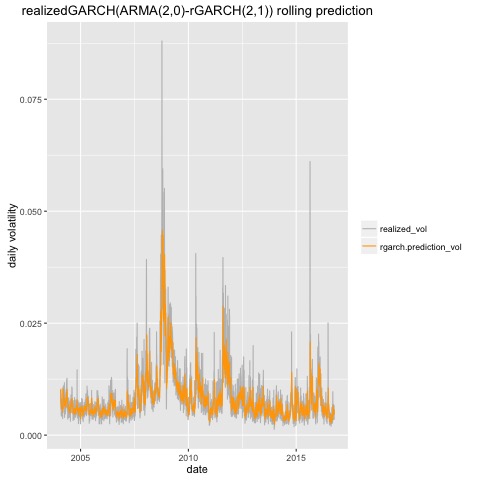 realizedGARCH(ARMA(2,0)-rGARCH(2,1)) rolling prediction
0.075
0.050
0.025
0.000
daily volatility
2005 2010 2015
date
realized_vol
rgarch.prediction_vol